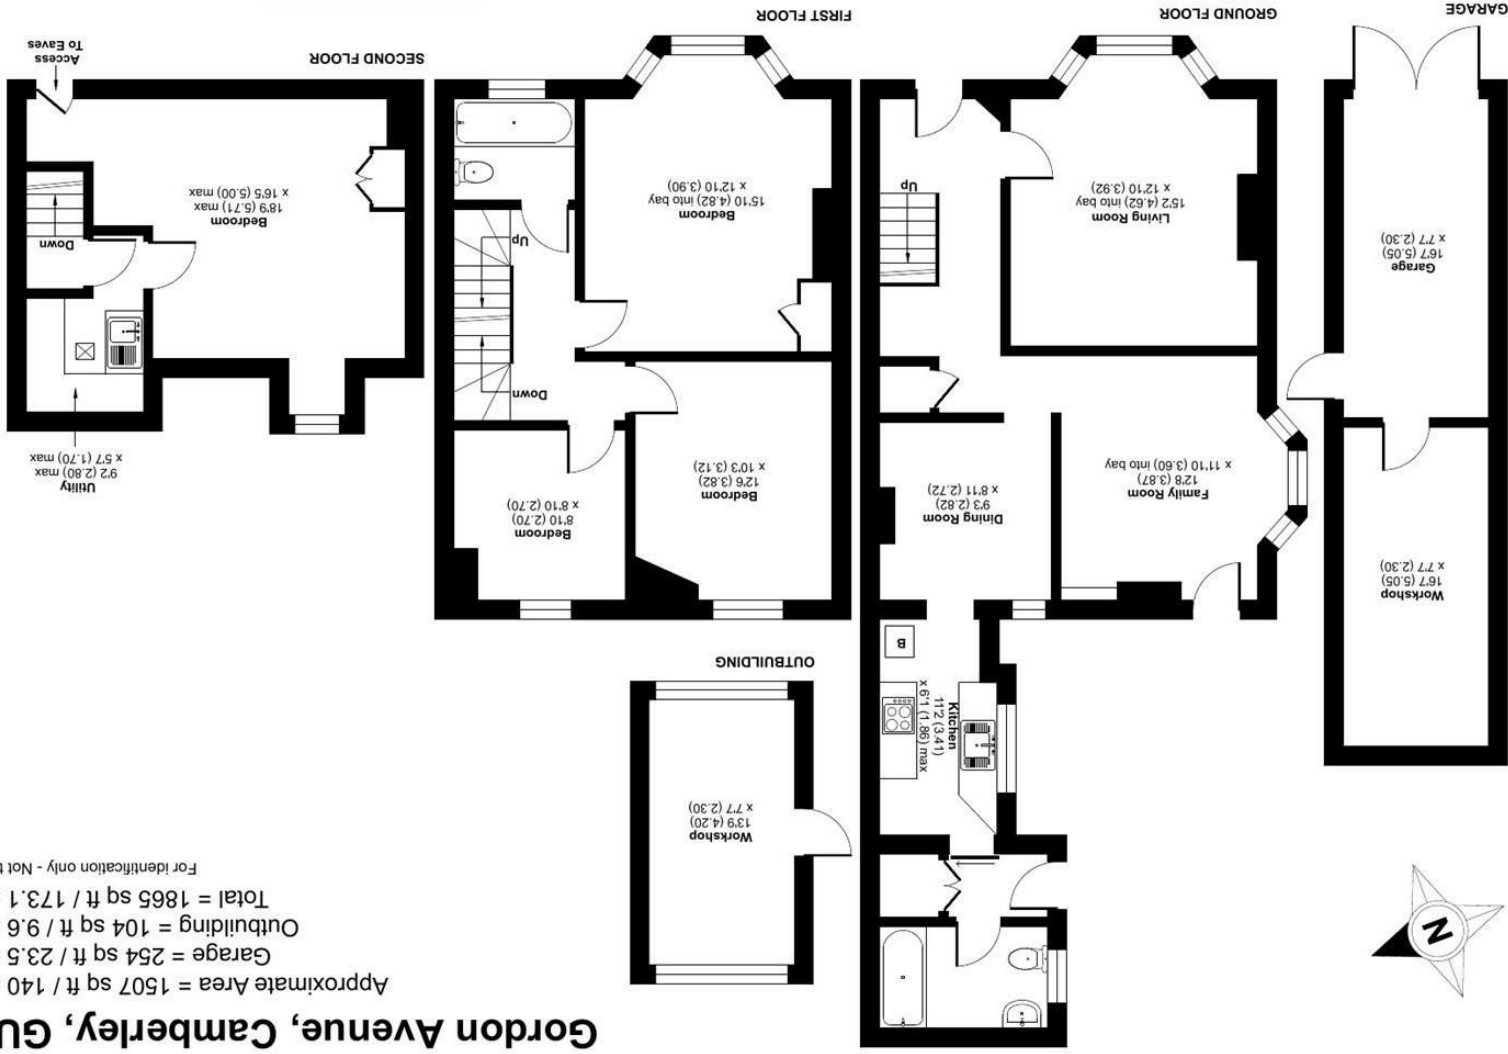 Gordon Avenue, Camberley, GU
Approximate Area = 1507 sq ft / 140
Garage = 254 sq ft / 23.5
Outbuilding = 104 sq ft / 9.6
Total = 1865 sq ft / 173.1
For identification only - Not
N
Workshop
13'9 (4.20)
x 7'7 (2.30)
OUTBUILDING
Kitchen
11'2 (3.41)
x 6'1 (1.86) max
B
Workshop
16'7 (5.05)
x 7'7 (2.30)
Garage
16'7 (5.05)
x 7'7 (2.30)
GARAGE
Family Room
12'8 (3.87)
x 11'10 (3.60) into bay
Dining Room
9'3 (2.82)
x 8'11 (2.72)
Living Room
15'2 (4.62) into bay
x 12'10 (3.92)
Up
GROUND FLOOR
Bedroom
12'6 (3.82)
x 10'3 (3.12)
Bedroom
8'10 (2.70)
x 8'10 (2.70)
Down
Up
Bedroom
15'10 (4.82) into bay
x 12'10 (3.90)
FIRST FLOOR
Utility
9'2 (2.80) max
x 5'7 (1.70) max
Down
Bedroom
18'9 (5.71) max
x 16'5 (5.00) max
Access
To Eaves
SECOND FLOOR